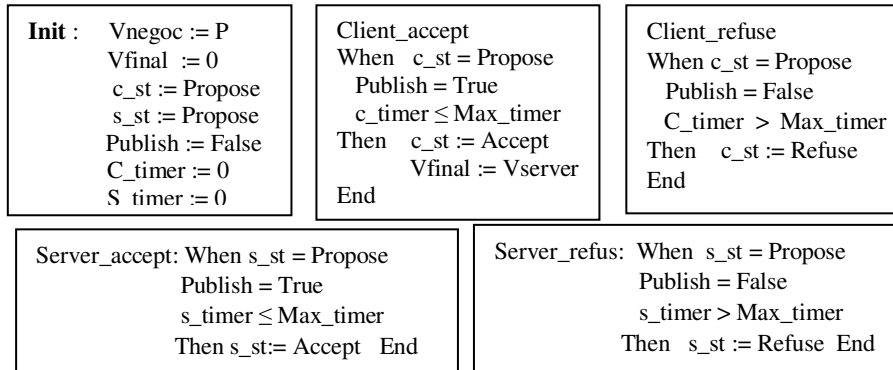 Init : Vnegoc := P
Vfinal := 0
c_st := Propose
s_st := Propose
Publish := False
C_timer := 0
S_timer := 0
Client_accept
When c_st = Propose
Publish = True
c_timer ≤ Max_timer
Then c_st := Accept
Vfinal := Vserver
End
Client_refuse
When c_st = Propose
Publish = False
C_timer > Max_timer
Then c_st := Refuse
End
Server_accept: When s_st = Propose
Publish = True
s_timer ≤ Max_timer
Then s_st:= Accept End
Server_refus: When s_st = Propose
Publish = False
s_timer > Max_timer
Then s_st := Refuse End